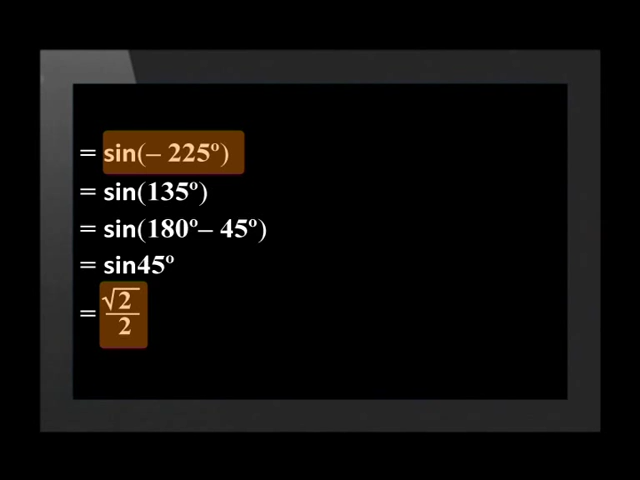 = sin(– 225º)
= sin(135º)
= sin(180º– 45º)
= sin45º
= √2/2